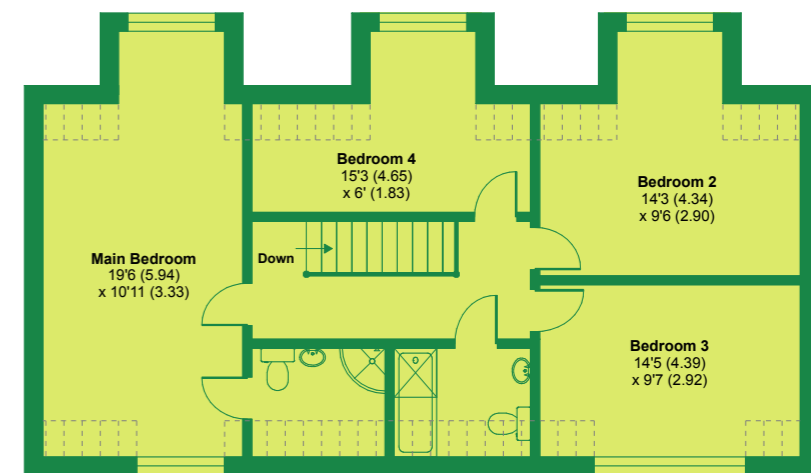 Bedroom 4
15'3 (4.65)
x 6' (1.83)
Bedroom 2
14'3 (4.34)
x 9'6 (2.90)
Main Bedroom
19'6 (5.94)
x 10'11 (3.33)
Down
Bedroom 3
14'5 (4.39)
x 9'7 (2.92)